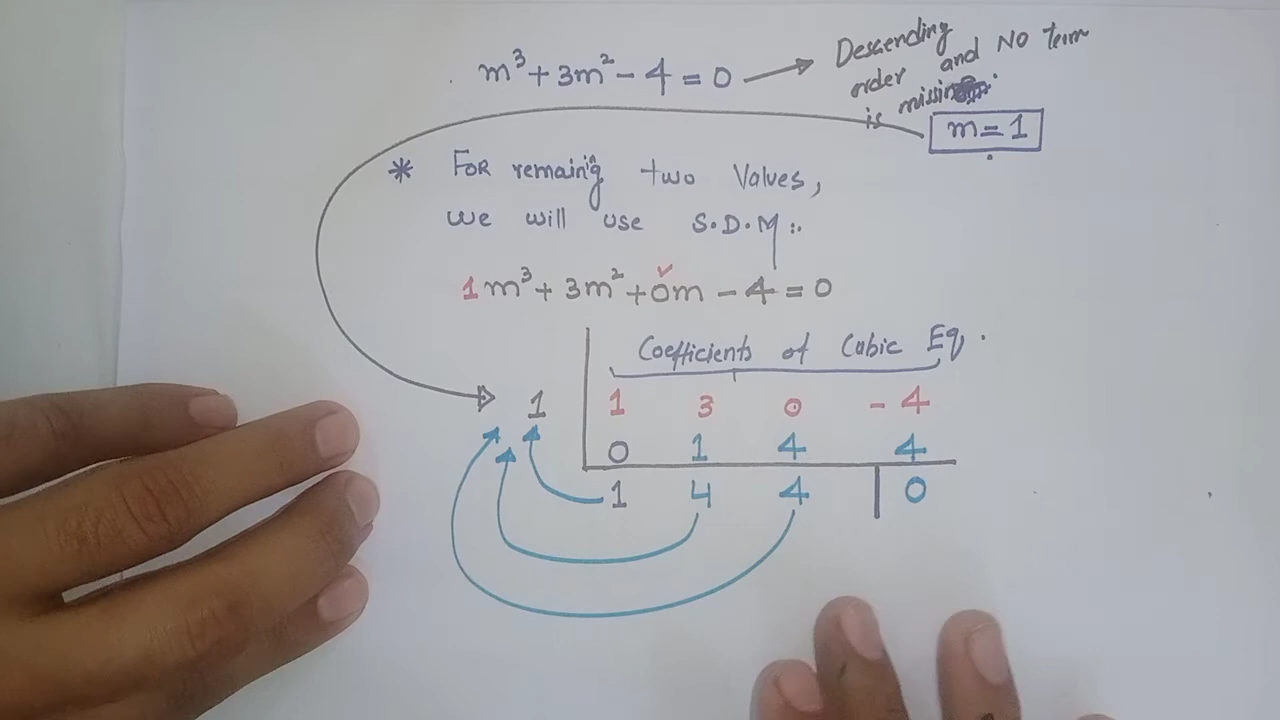 m³ + 3m² - 4 = 0
Descending
order and NO term
is missing.
m = 1
* FOR remaining two Values,
we will use S.D.M:.
1m³ + 3m² + 0m - 4 = 0
Coefficients of Cubic Eq.
1 1 3 0 -4
0 1 4 4
1 4 4 0